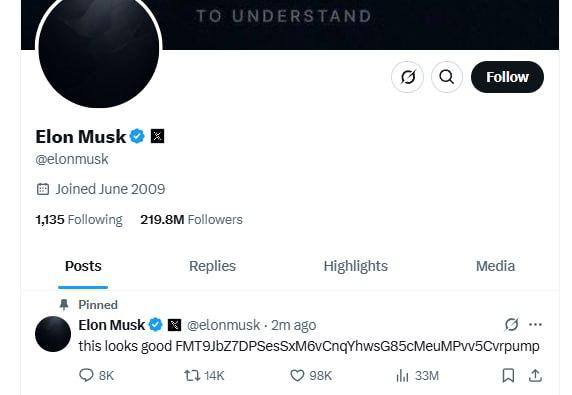 TO UNDERSTAND
Follow
Elon Musk
@elonmusk
Joined June 2009
1,135 Following 219.8M Followers
Posts Replies Highlights Media
Pinned
Elon Musk @elonmusk · 2m ago
this looks good FMT9JbZ7DPSesSxM6vCnqYhwsG85cMeuMPvv5Cvrpump
8K 14K 98K 33M